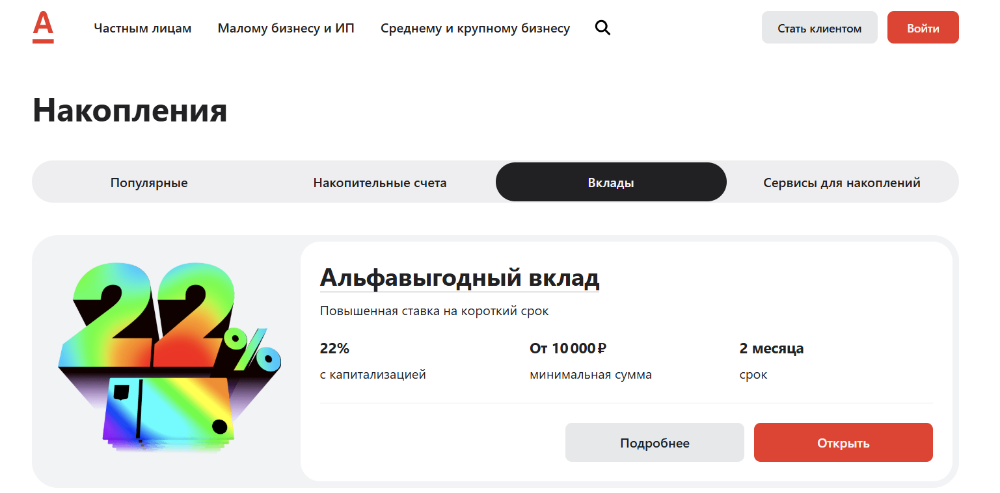 А
Частным лицам Малому бизнесу и ИП Среднему и крупному бизнесу Стать клиентом Войти
Накопления
Популярные Накопительные счета Вклады Сервисы для накоплений
22%
Альфавыгодный вклад
Повышенная ставка на короткий срок
22% От 10 000 ₽ 2 месяца
с капитализацией минимальная сумма срок
Подробнее Открыть